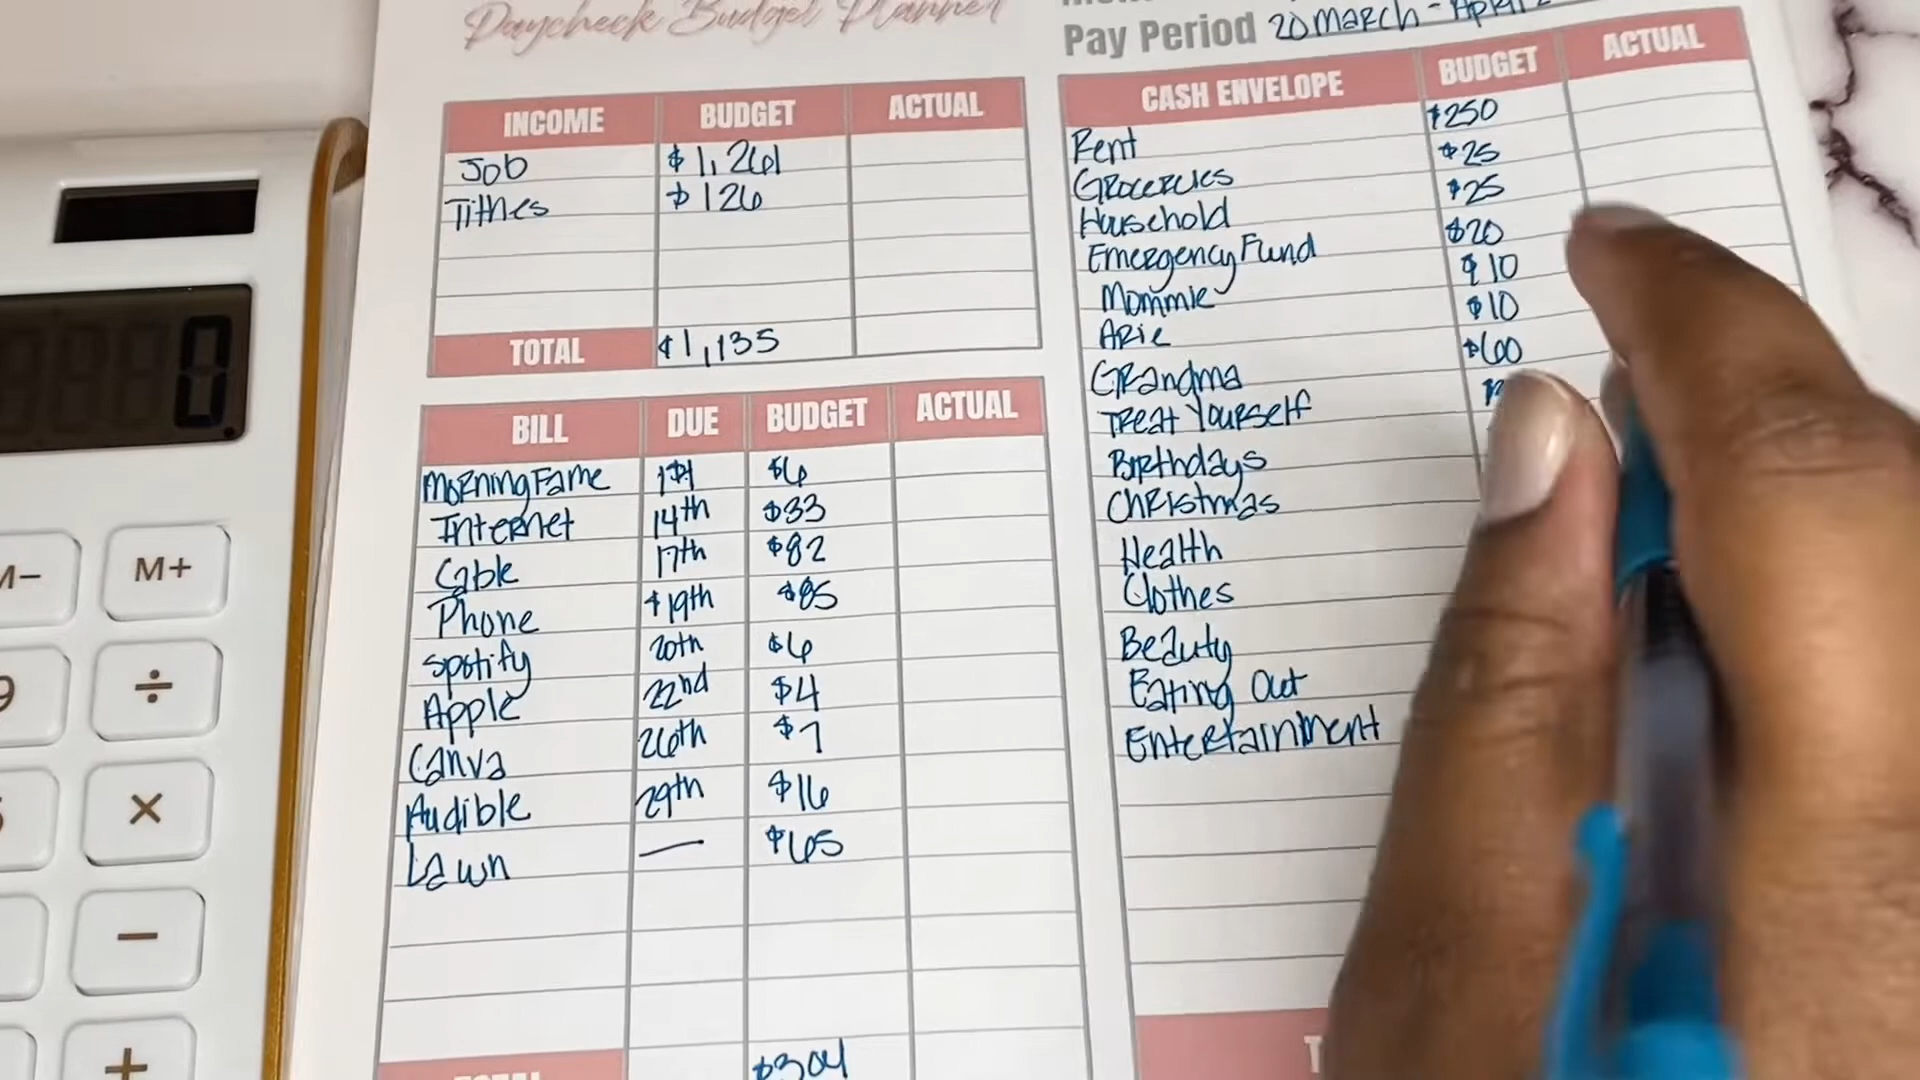 Paycheck Budget Planner
Pay Period 20 March - April 2
INCOME BUDGET ACTUAL
Job $1,261
Tithes $126
TOTAL $1,135
BILL DUE BUDGET ACTUAL
Morning Fame 1st $6
Internet 14th $33
Cable 17th $82
Phone $19th $85
Spotify 20th $6
Apple 22nd $4
Canva 26th $7
Audible 29th $16
Lawn — $65
TOTAL $304
CASH ENVELOPE BUDGET ACTUAL
Rent $250
Groceries $25
Household $25
Emergency Fund $20
Mommie $10
Arie $10
Grandma $60
Treat Yourself
Birthdays
Christmas
Health
Clothes
Beauty
Eating Out
Entertainment
0
M- M+
9 ÷
×
-
+